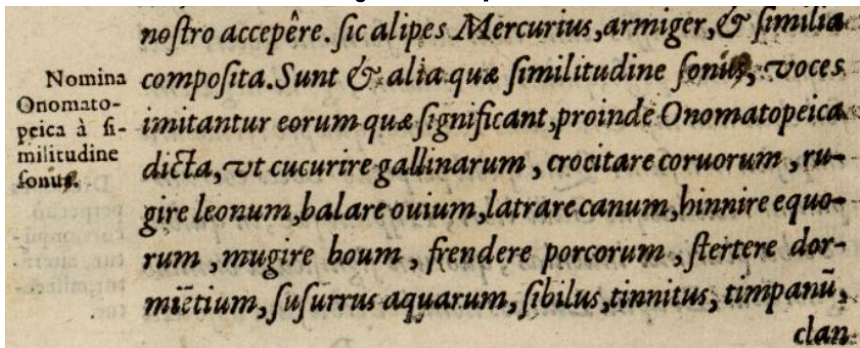 noſtro accepêre. ſic alipes Mercurius, armiger, & ſimilia
compoſita. Sunt & alia quæ ſimilitudine ſonus, voces
imitantur eorum quæ ſignificant, proinde Onomatopeica
dicta, vt cucurire gallinarum, crocitare coruorum, ru-
gire leonum, balare ouium, latrare canum, hinnire equo-
rum, mugire boum, frendere porcorum, ſtertere dor-
miẽtium, ſuſurrus aquarum, ſibilus, tinnitus, timpanũ,
clan-
Nomina
Onomato-
peica à ſi-
militudine
ſonus.